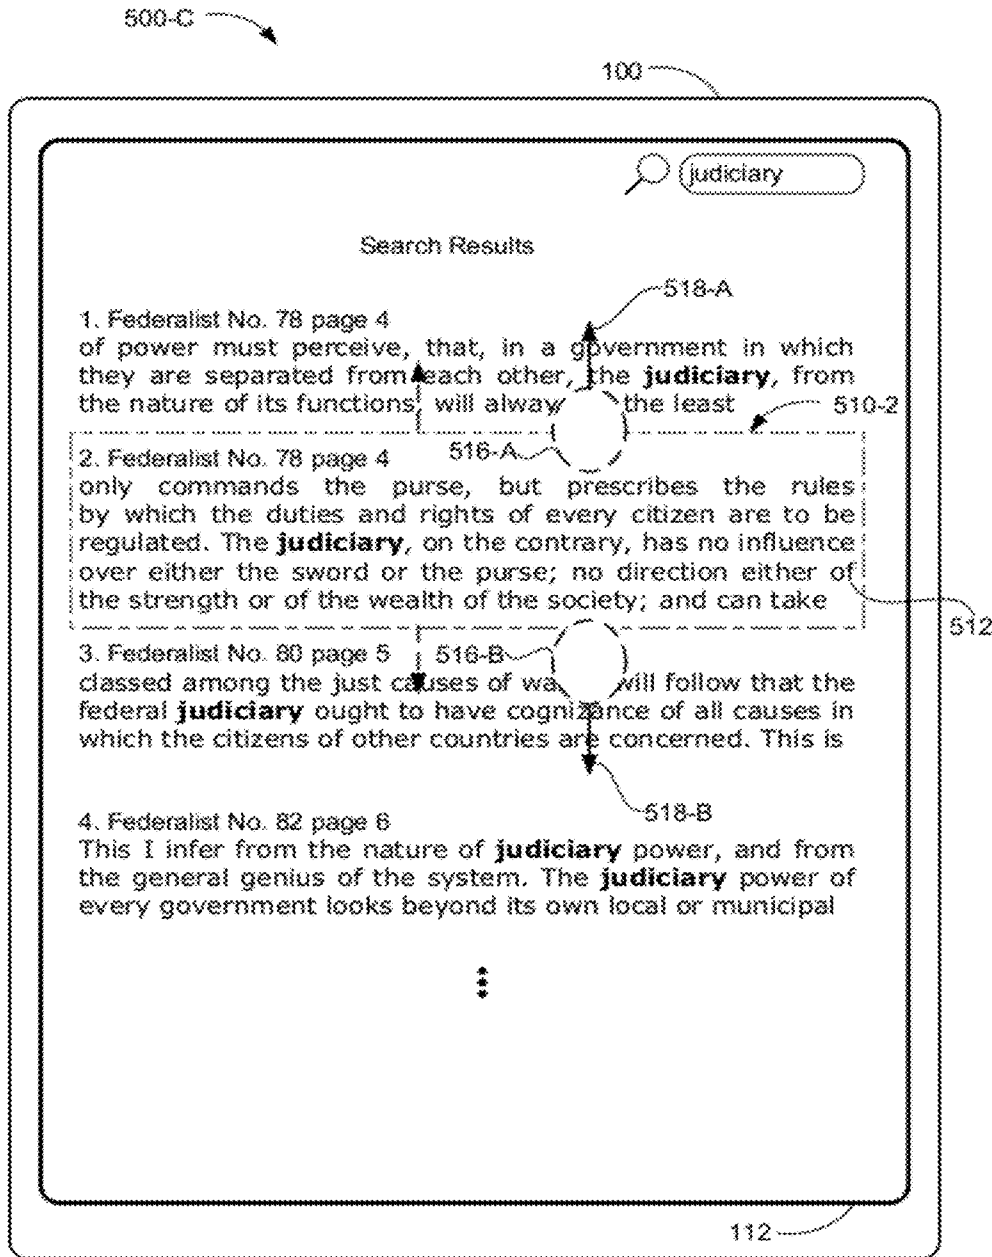 500-C
100
judiciary
Search Results
518-A
1. Federalist No. 78 page 4
of power must perceive, that, in a government in which
they are separated from each other, the judiciary, from
the nature of its functions, will alway the least
510-2
2. Federalist No. 78 page 4
516-A
only commands the purse, but prescribes the rules
by which the duties and rights of every citizen are to be
regulated. The judiciary, on the contrary, has no influence
over either the sword or the purse; no direction either of
the strength or of the wealth of the society; and can take
512
3. Federalist No. 80 page 5
516-B
classed among the just causes of wa will follow that the
federal judiciary ought to have cognizance of all causes in
which the citizens of other countries are concerned. This is
518-B
4. Federalist No. 82 page 6
This I infer from the nature of judiciary power, and from
the general genius of the system. The judiciary power of
every government looks beyond its own local or municipal
112